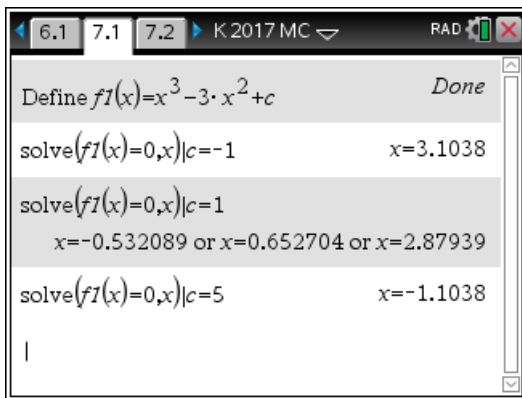 6.1 7.1 7.2 K 2017 MC RAD
Define f1(x)=x³−3·x²+c Done
solve(f1(x)=0,x)|c=-1 x=3.1038
solve(f1(x)=0,x)|c=1
x=-0.532089 or x=0.652704 or x=2.87939
solve(f1(x)=0,x)|c=5 x=-1.1038